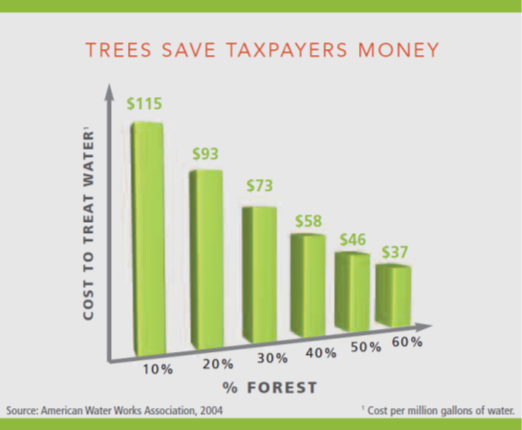 TREES SAVE TAXPAYERS MONEY
$115
$93
$73
$58
$46
$37
COST TO TREAT WATER¹
10% 20% 30% 40% 50% 60%
% FOREST
Source: American Water Works Association, 2004
¹ Cost per million gallons of water.